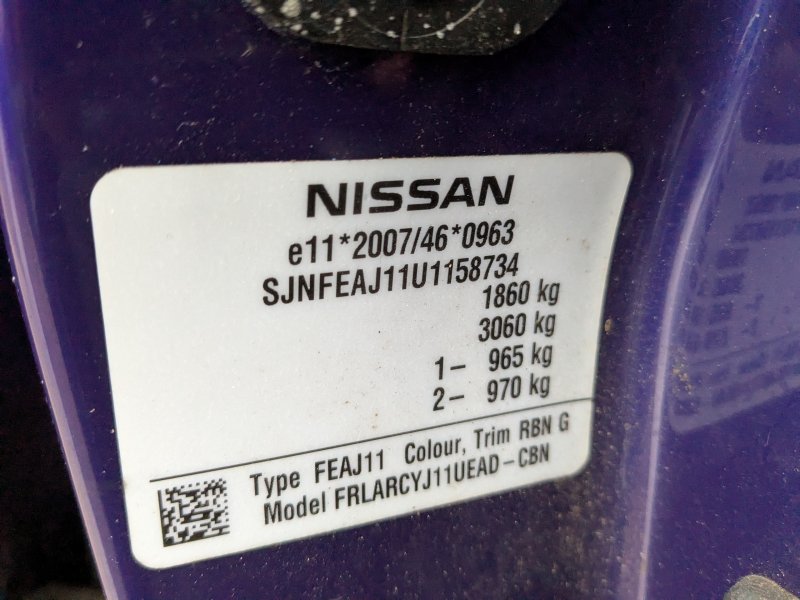 NISSAN
e11*2007/46*0963
SJNFEAJ11U1158734
1860 kg
3060 kg
1– 965 kg
2– 970 kg
Type FEAJ11 Colour, Trim RBN G
Model FRLARCYJ11UEAD-CBN